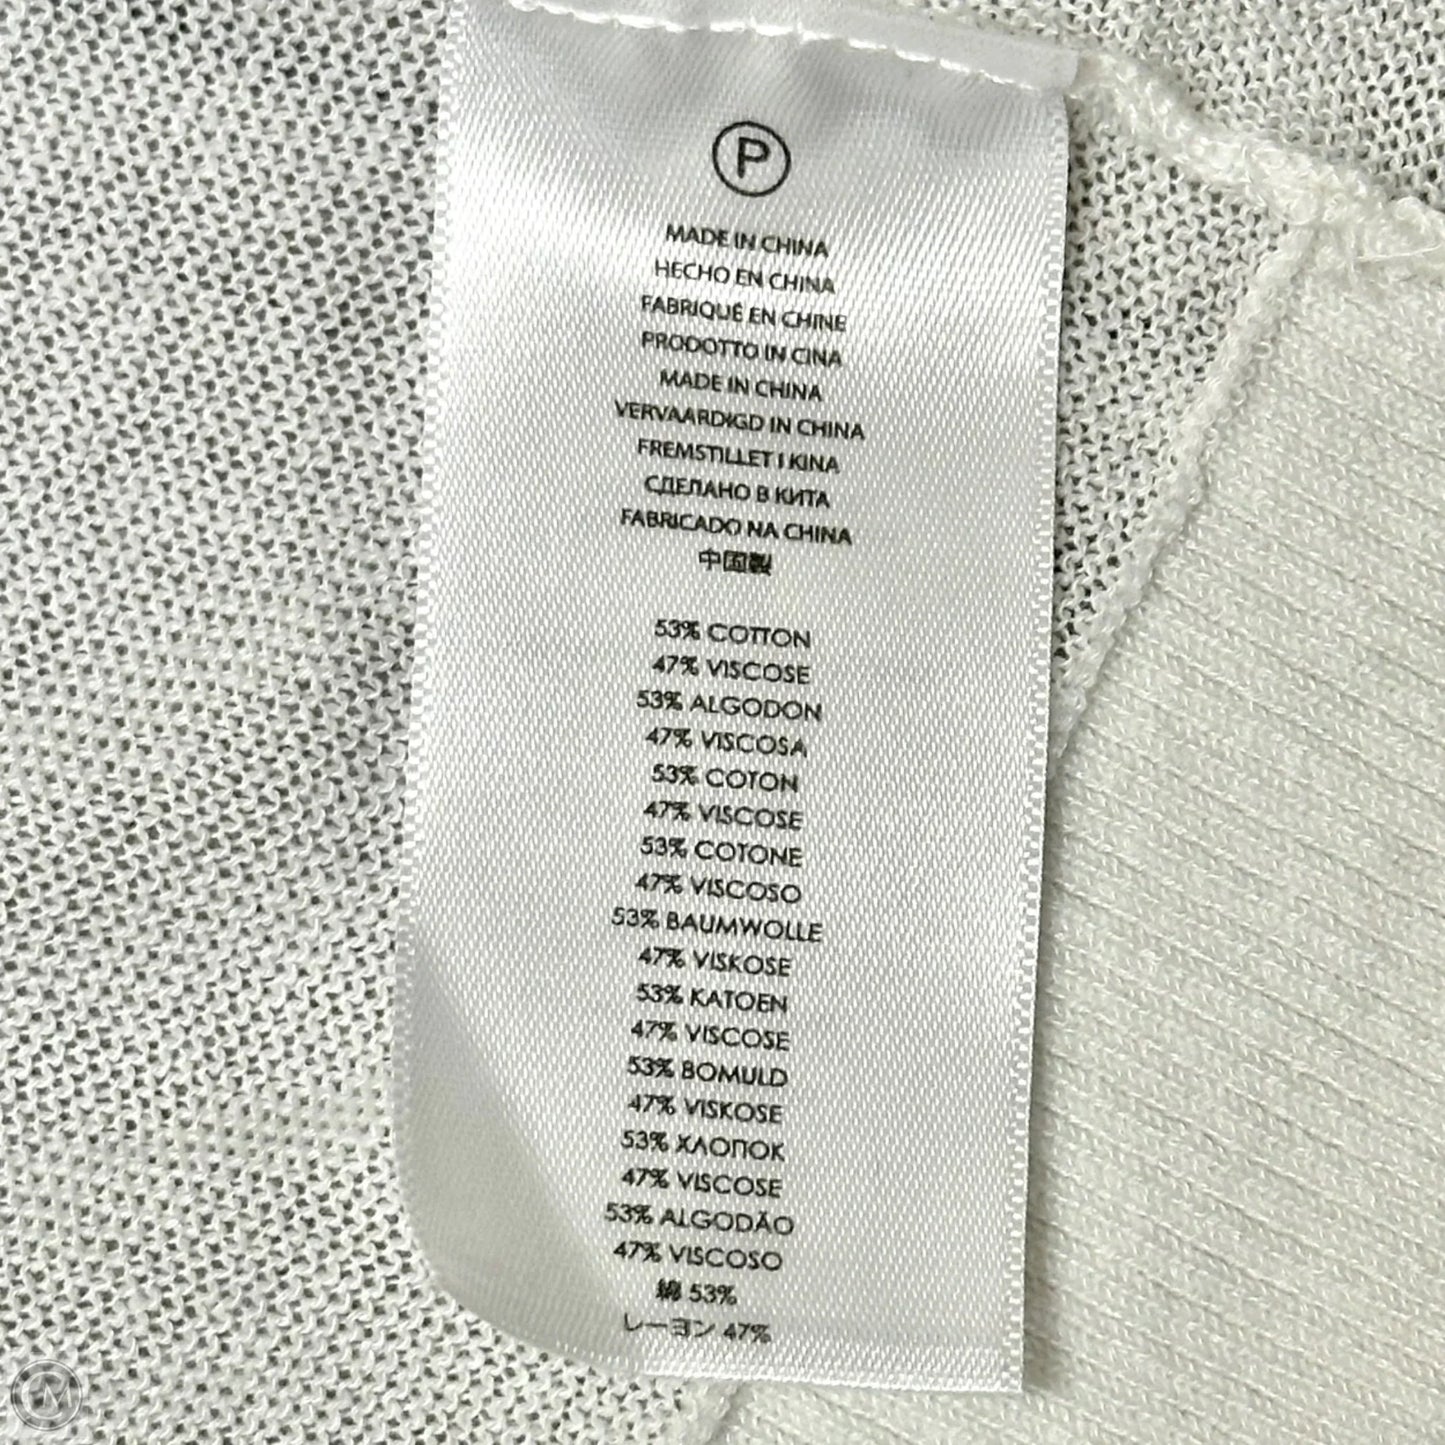 P
MADE IN CHINA
HECHO EN CHINA
FABRIQUÉ EN CHINE
PRODOTTO IN CINA
MADE IN CHINA
VERVAARDIGD IN CHINA
FREMSTILLET I KINA
СДЕЛАНО В КИТА
FABRICADO NA CHINA
中国製
53% COTTON
47% VISCOSE
53% ALGODON
47% VISCOSA
53% COTON
47% VISCOSE
53% COTONE
47% VISCOSO
53% BAUMWOLLE
47% VISKOSE
53% KATOEN
47% VISCOSE
53% BOMULD
47% VISKOSE
53% ХЛОПОК
47% VISCOSE
53% ALGODÃO
47% VISCOSO
綿 53%
レーヨン 47%
M